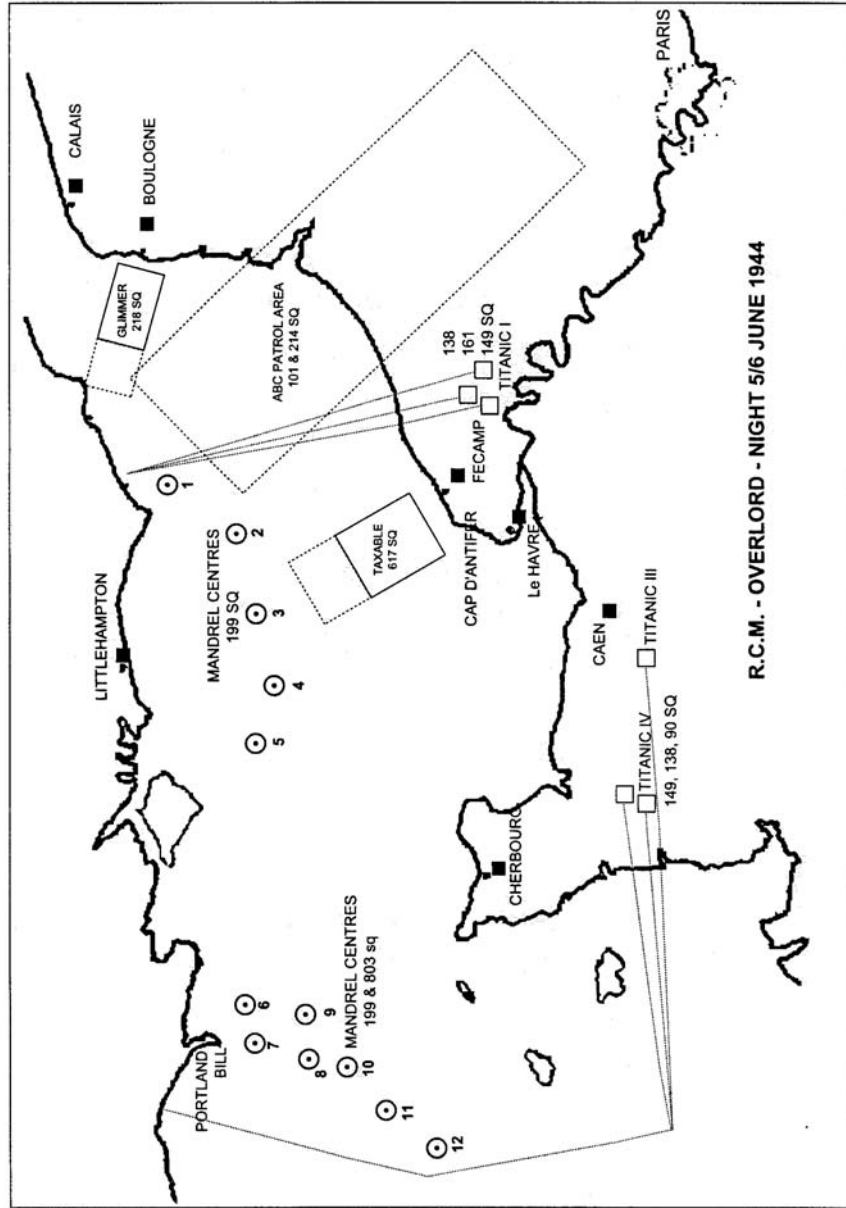 CALAIS
BOULOGNE
GLIMMER
218 SQ
ABC PATROL AREA
101 & 214 SQ
PARIS
138
161
149 SQ
TITANIC I
FECAMP
CAP D'ANTIFER
Le HAVRE
TAXABLE
617 SQ
LITTLEHAMPTON
MANDREL CENTRES
199 SQ
1
2
3
4
5
CAEN
TITANIC III
TITANIC IV
149, 138, 90 SQ
CHERBOURG
PORTLAND
BILL
MANDREL CENTRES
199 & 803 sq
6
7
8
9
10
11
12
R.C.M. - OVERLORD - NIGHT 5/6 JUNE 1944